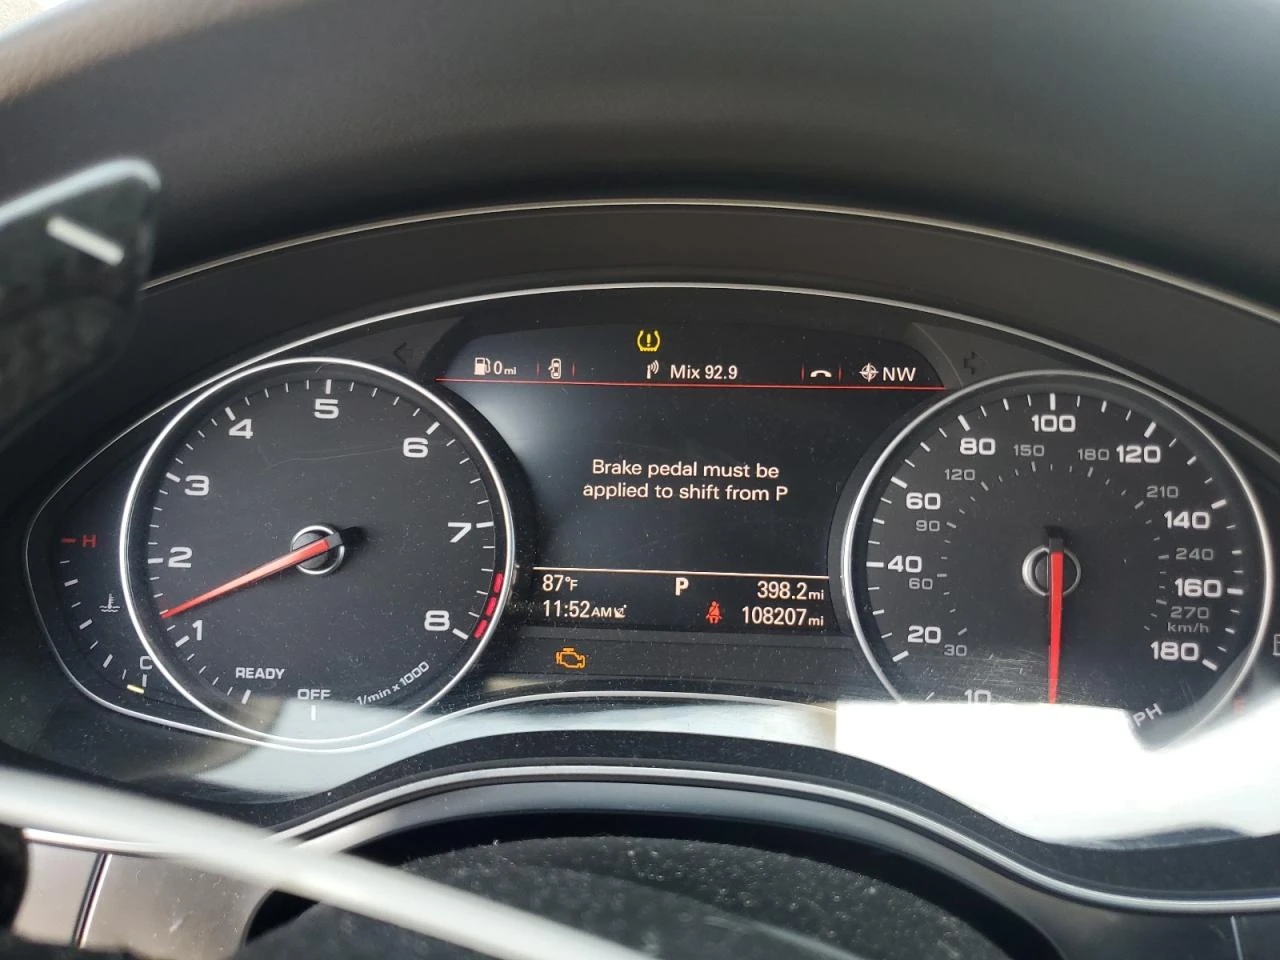 0mi
Mix 92.9
NW
Brake pedal must be
applied to shift from P
87°F
P
398.2mi
11:52AM
108207mi
H
C
OFF
READY
1
2
3
4
5
6
7
8
1/min x 1000
10
20
40
60
80
100
120
140
160
180
30
60
90
120
150
180
210
240
270
km/h
PH